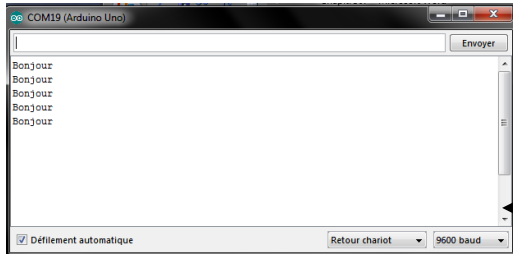 COM19 (Arduino Uno)
Envoyer
Bonjour
Bonjour
Bonjour
Bonjour
Bonjour
Défilement automatique
Retour chariot
9600 baud